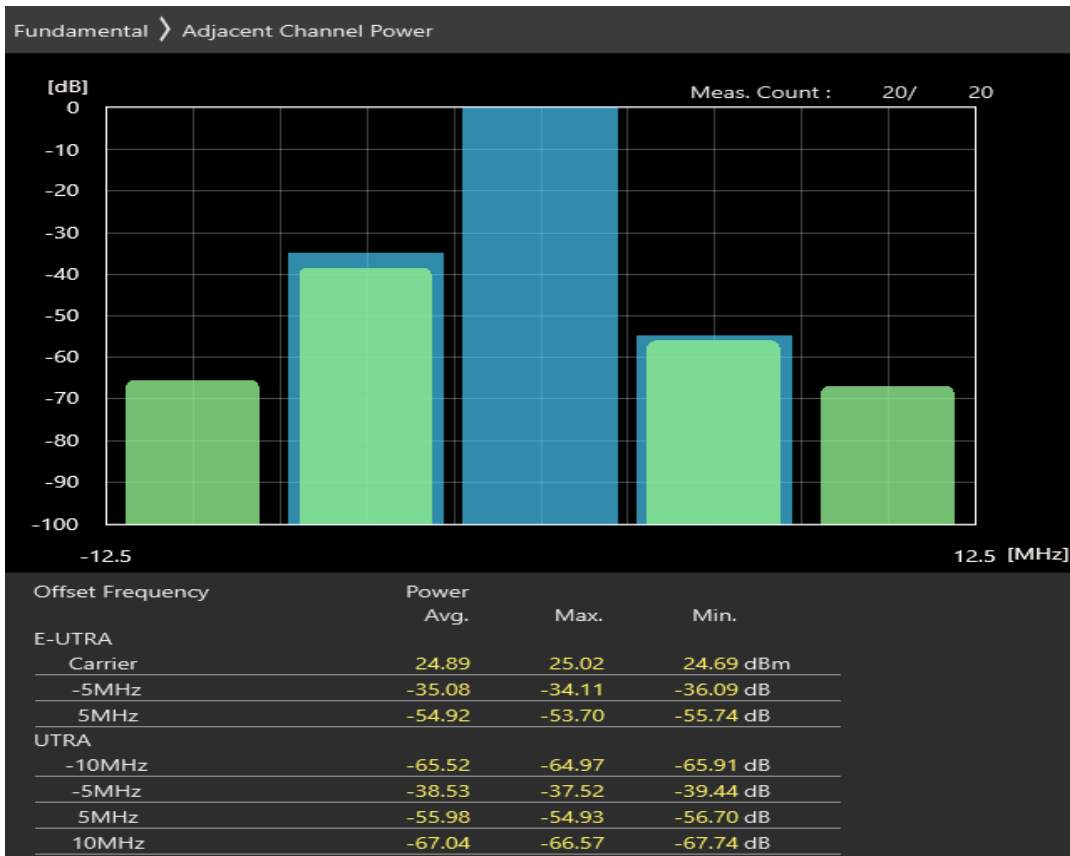 Fundamental 〉 Adjacent Channel Power
[dB]
Meas. Count : 20/ 20
0
-10
-20
-30
-40
-50
-60
-70
-80
-90
-100
-12.5 12.5 [MHz]
Offset Frequency Power
Avg. Max. Min.
E-UTRA
Carrier 24.89 25.02 24.69 dBm
-5MHz -35.08 -34.11 -36.09 dB
5MHz -54.92 -53.70 -55.74 dB
UTRA
-10MHz -65.52 -64.97 -65.91 dB
-5MHz -38.53 -37.52 -39.44 dB
5MHz -55.98 -54.93 -56.70 dB
10MHz -67.04 -66.57 -67.74 dB